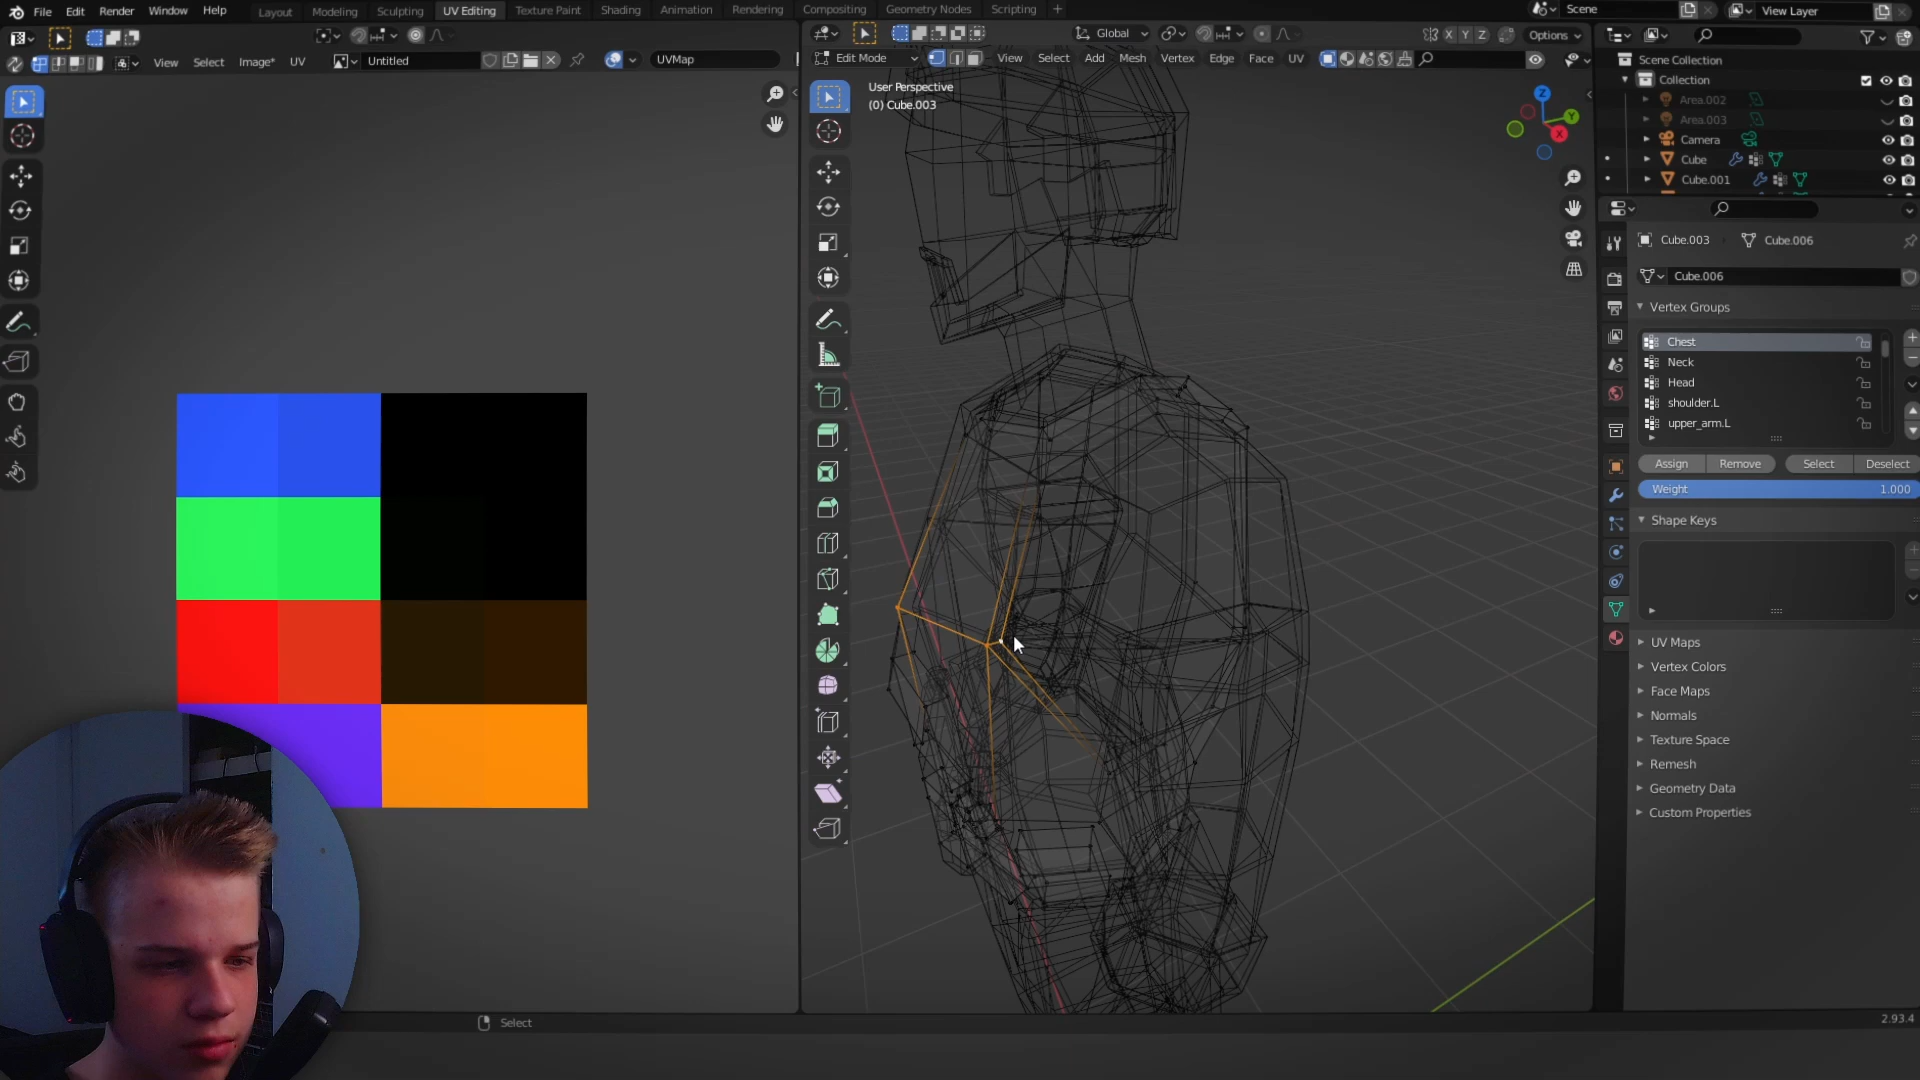 File Edit Render Window Help Layout Modeling Sculpting UV Editing Texture Paint Shading Animation Rendering Compositing Geometry Nodes Scripting + Scene View Layer
Global X Y Z Options
View Select Image* UV Untitled UVMap
Edit Mode View Select Add Mesh Vertex Edge Face UV
User Perspective
(0) Cube.003
Z
Y
X
Scene Collection
Collection
Area.002
Area.003
Camera
Cube
Cube.001
Cube.003 Cube.006
Cube.006
Vertex Groups
Chest
Neck
Head
shoulder.L
upper_arm.L
Assign Remove Select Deselect
Weight 1.000
Shape Keys
UV Maps
Vertex Colors
Face Maps
Normals
Texture Space
Remesh
Geometry Data
Custom Properties
Select
2.93.4